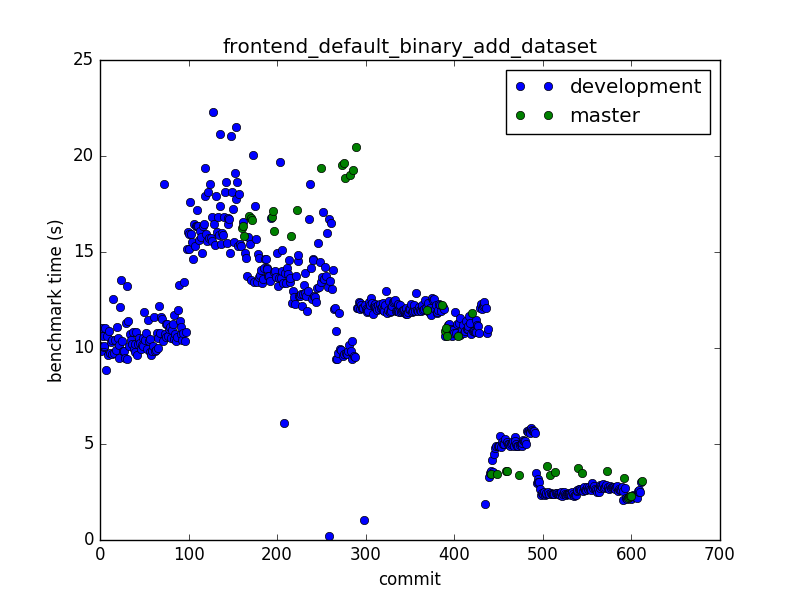 frontend_default_binary_add_dataset
development
master
benchmark time (s)
25
20
15
10
5
0
0 100 200 300 400 500 600 700
commit